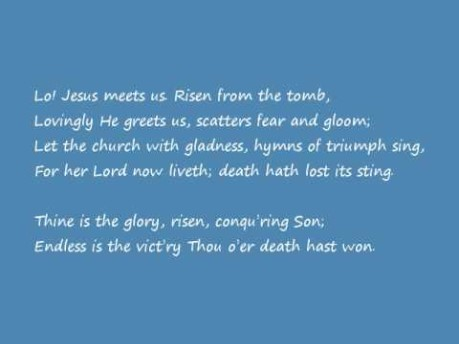 Lo! Jesus meets us. Risen from the tomb,
Lovingly He greets us, scatters fear and gloom;
Let the church with gladness, hymns of triumph sing,
For her Lord now liveth; death hath lost its sting.
Thine is the glory, risen, conqu'ring Son;
Endless is the vict'ry Thou o'er death hast won.